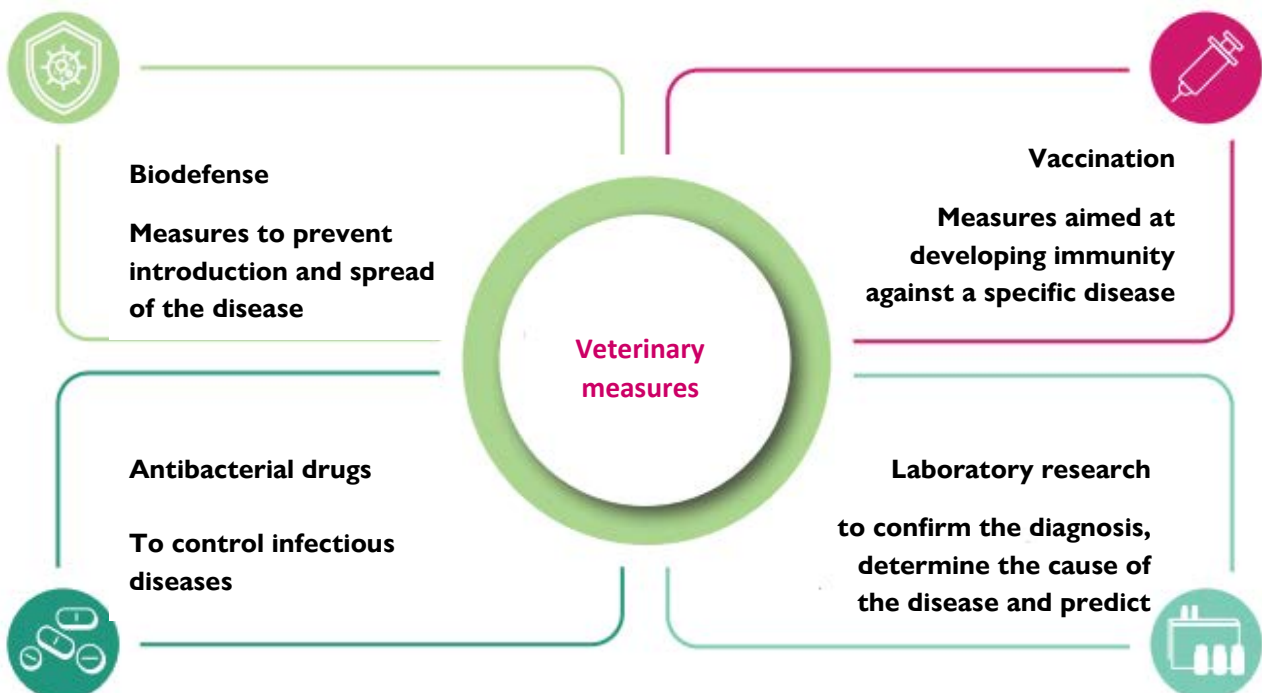 Biodefense
Measures to prevent
introduction and spread
of the disease
Vaccination
Measures aimed at
developing immunity
against a specific disease
Veterinary
measures
Antibacterial drugs
To control infectious
diseases
Laboratory research
to confirm the diagnosis,
determine the cause of
the disease and predict